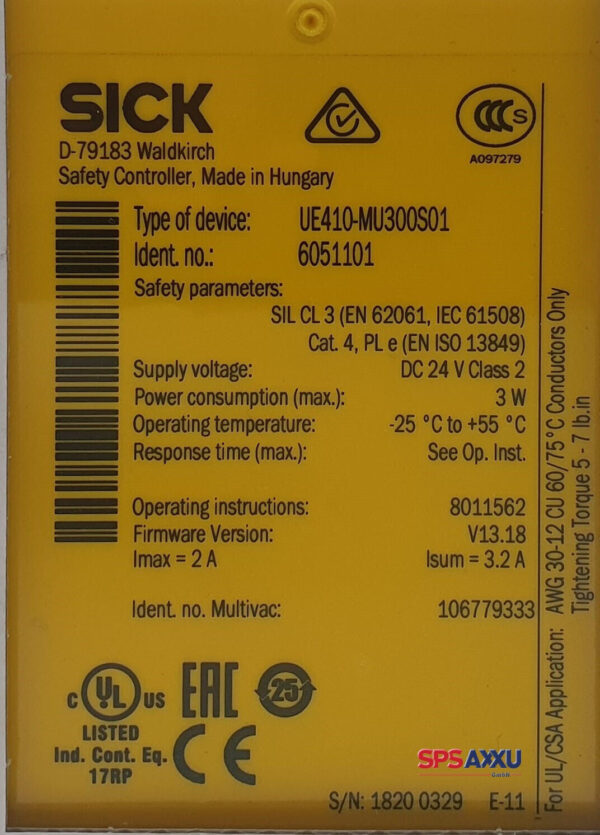 SICK
D-79183 Waldkirch
Safety Controller, Made in Hungary
CCC S
A097279
Type of device: UE410-MU300S01
Ident. no.: 6051101
Safety parameters:
SIL CL 3 (EN 62061, IEC 61508)
Cat. 4, PL e (EN ISO 13849)
Supply voltage: DC 24 V Class 2
Power consumption (max.): 3 W
Operating temperature: -25 °C to +55 °C
Response time (max.): See Op. Inst.
Operating instructions: 8011562
Firmware Version: V13.18
Imax = 2 A Isum = 3.2 A
Ident. no. Multivac: 106779333
c UL us
LISTED
Ind. Cont. Eq.
17RP
EAC
25
CE
SPSAXXU
GmbH
S/N: 1820 0329 E-11
For UL/CSA Application: AWG 30-12 CU 60/75°C Conductors Only
Tightening Torque 5 - 7 lb.in